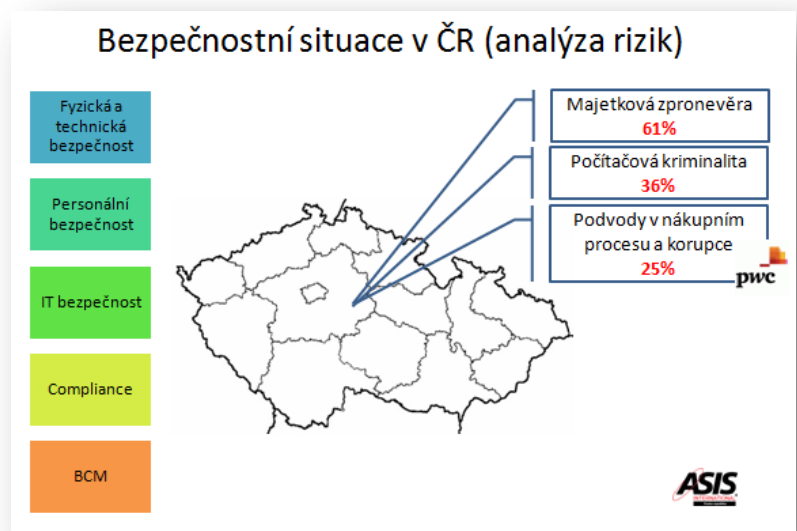 Bezpečnostní situace v ČR (analýza rizik)
Fyzická a
technická
bezpečnost
Personální
bezpečnost
IT bezpečnost
Compliance
BCM
Majetková zpronevěra
61%
Počítačová kriminalita
36%
Podvody v nákupním
procesu a korupce
25%
pwc
ASIS
INTERNATIONAL